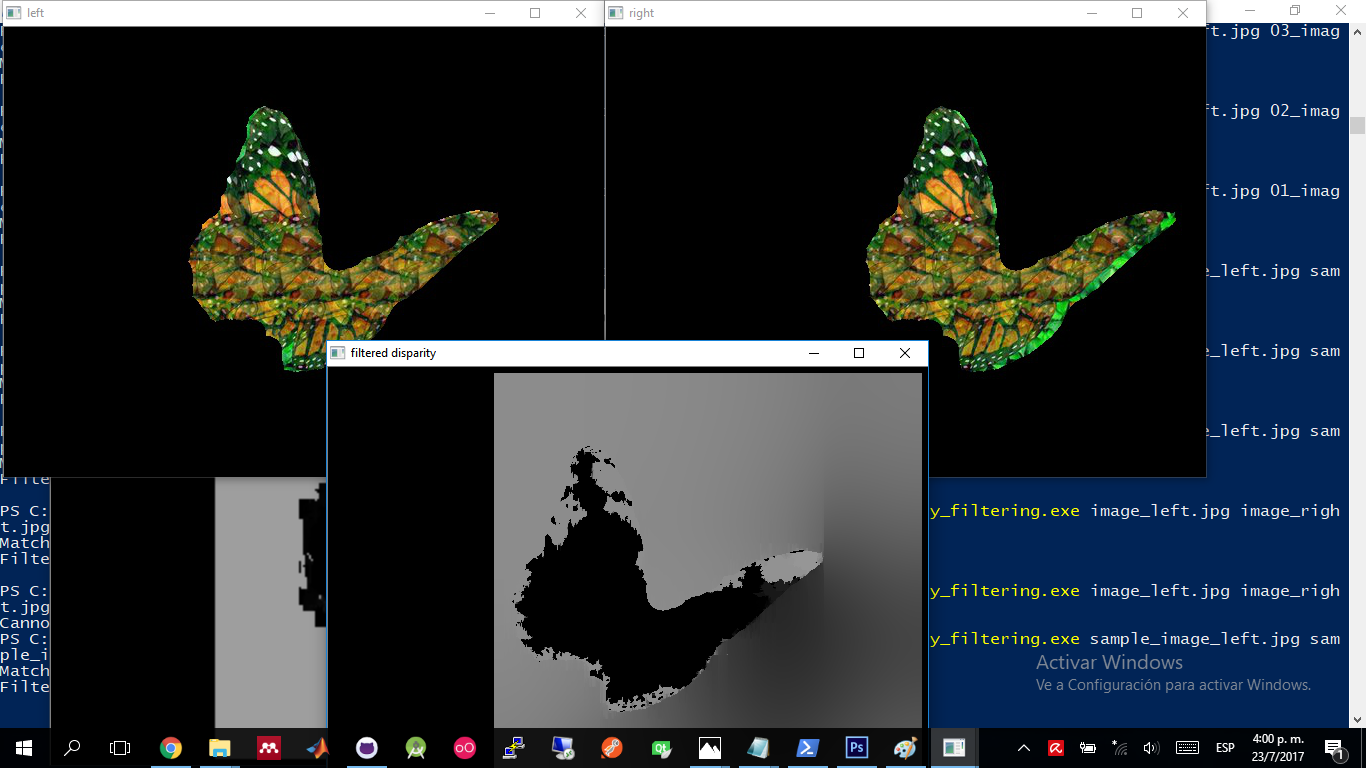 left
right
ft.jpg 03_imag
ft.jpg 02_imag
ft.jpg 01_imag
e_left.jpg sam
e_left.jpg sam
e_left.jpg sam
filtered disparity
Filte
PS C:
y_filtering.exe image_left.jpg image_righ
t.jpg
Match
Filte
PS C:
y_filtering.exe image_left.jpg image_righ
t.jpg
Canno
PS C:
y_filtering.exe sample_image_left.jpg sam
ple_i
Match
Filte
Activar Windows
Ve a Configuración para activar Windows.
Qt
Ps
ESP
4:00 p. m.
23/7/2017
1